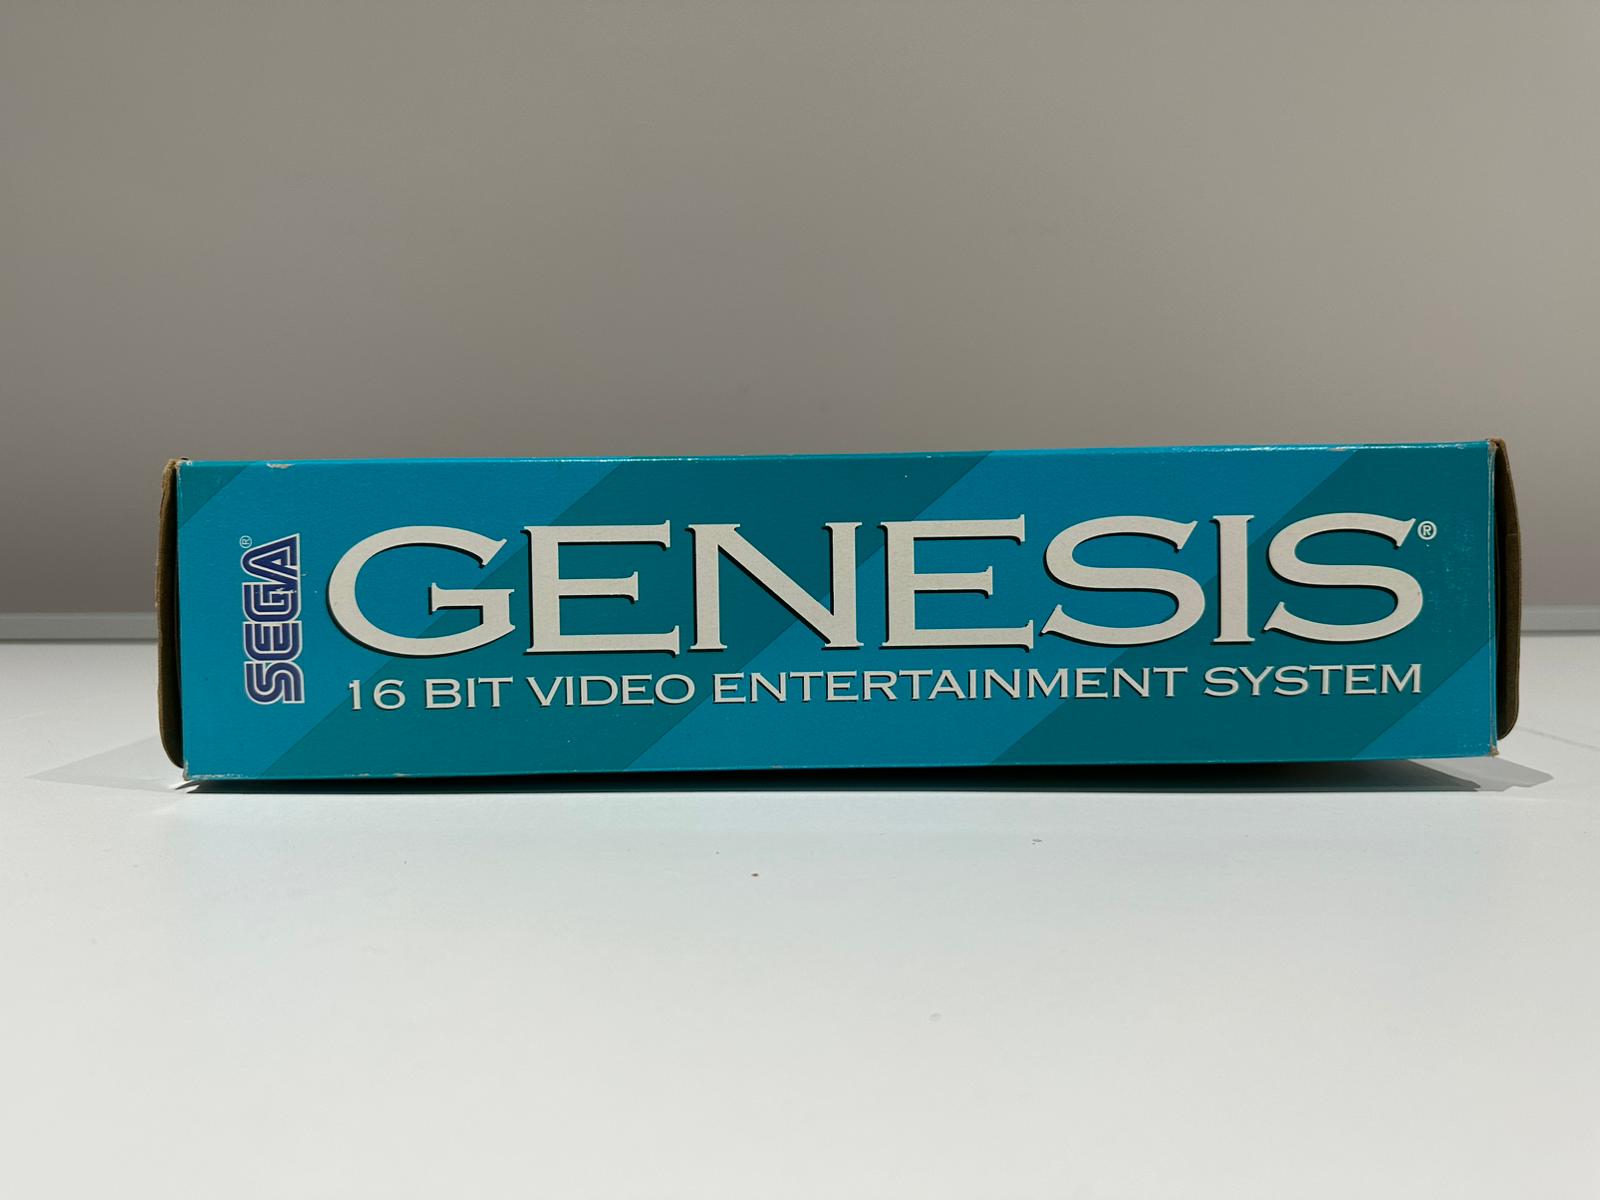 SEGA®
GENESIS®
16 BIT VIDEO ENTERTAINMENT SYSTEM